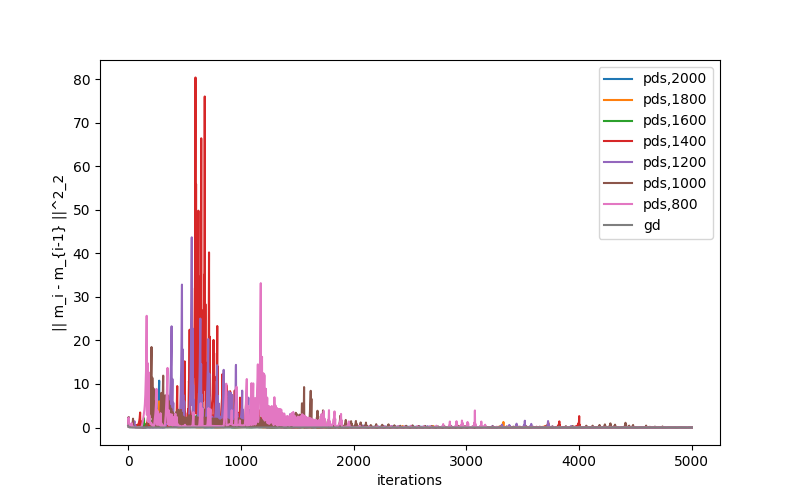 80
70
60
50
40
30
20
10
0
|| m_i - m_{i-1} ||^2_2
0 1000 2000 3000 4000 5000
iterations
pds,2000
pds,1800
pds,1600
pds,1400
pds,1200
pds,1000
pds,800
gd